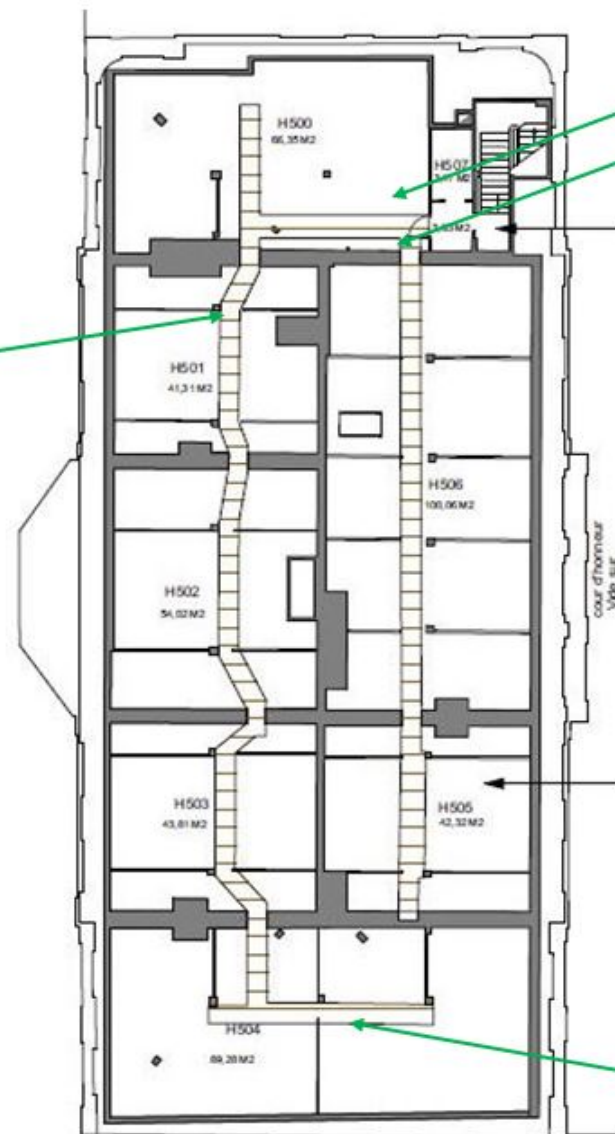 H500
66,35M2
H507
H501
41,31M2
H506
100,06M2
H502
54,02M2
cour d'honneur
Vide sur
H503
43,81M2
H505
42,32M2
H504
89,28M2